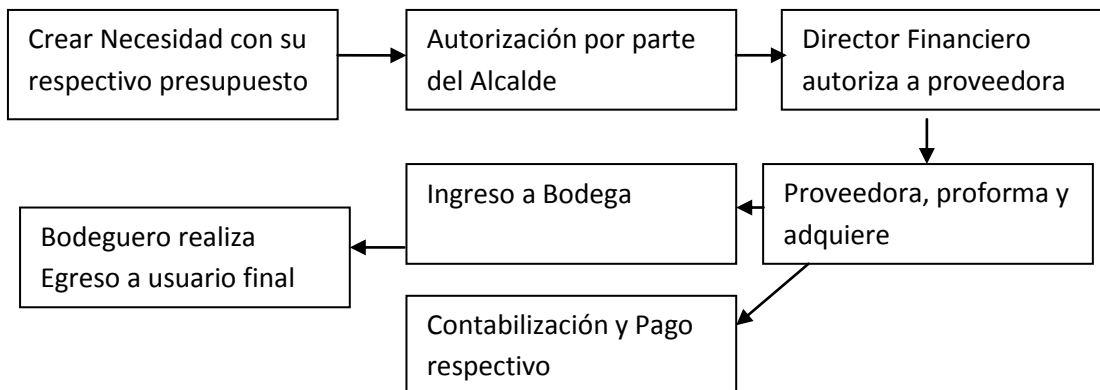 Crear Necesidad con su
respectivo presupuesto
Autorización por parte
del Alcalde
Director Financiero
autoriza a proveedora
Proveedora, proforma y
adquiere
Ingreso a Bodega
Bodeguero realiza
Egreso a usuario final
Contabilización y Pago
respectivo